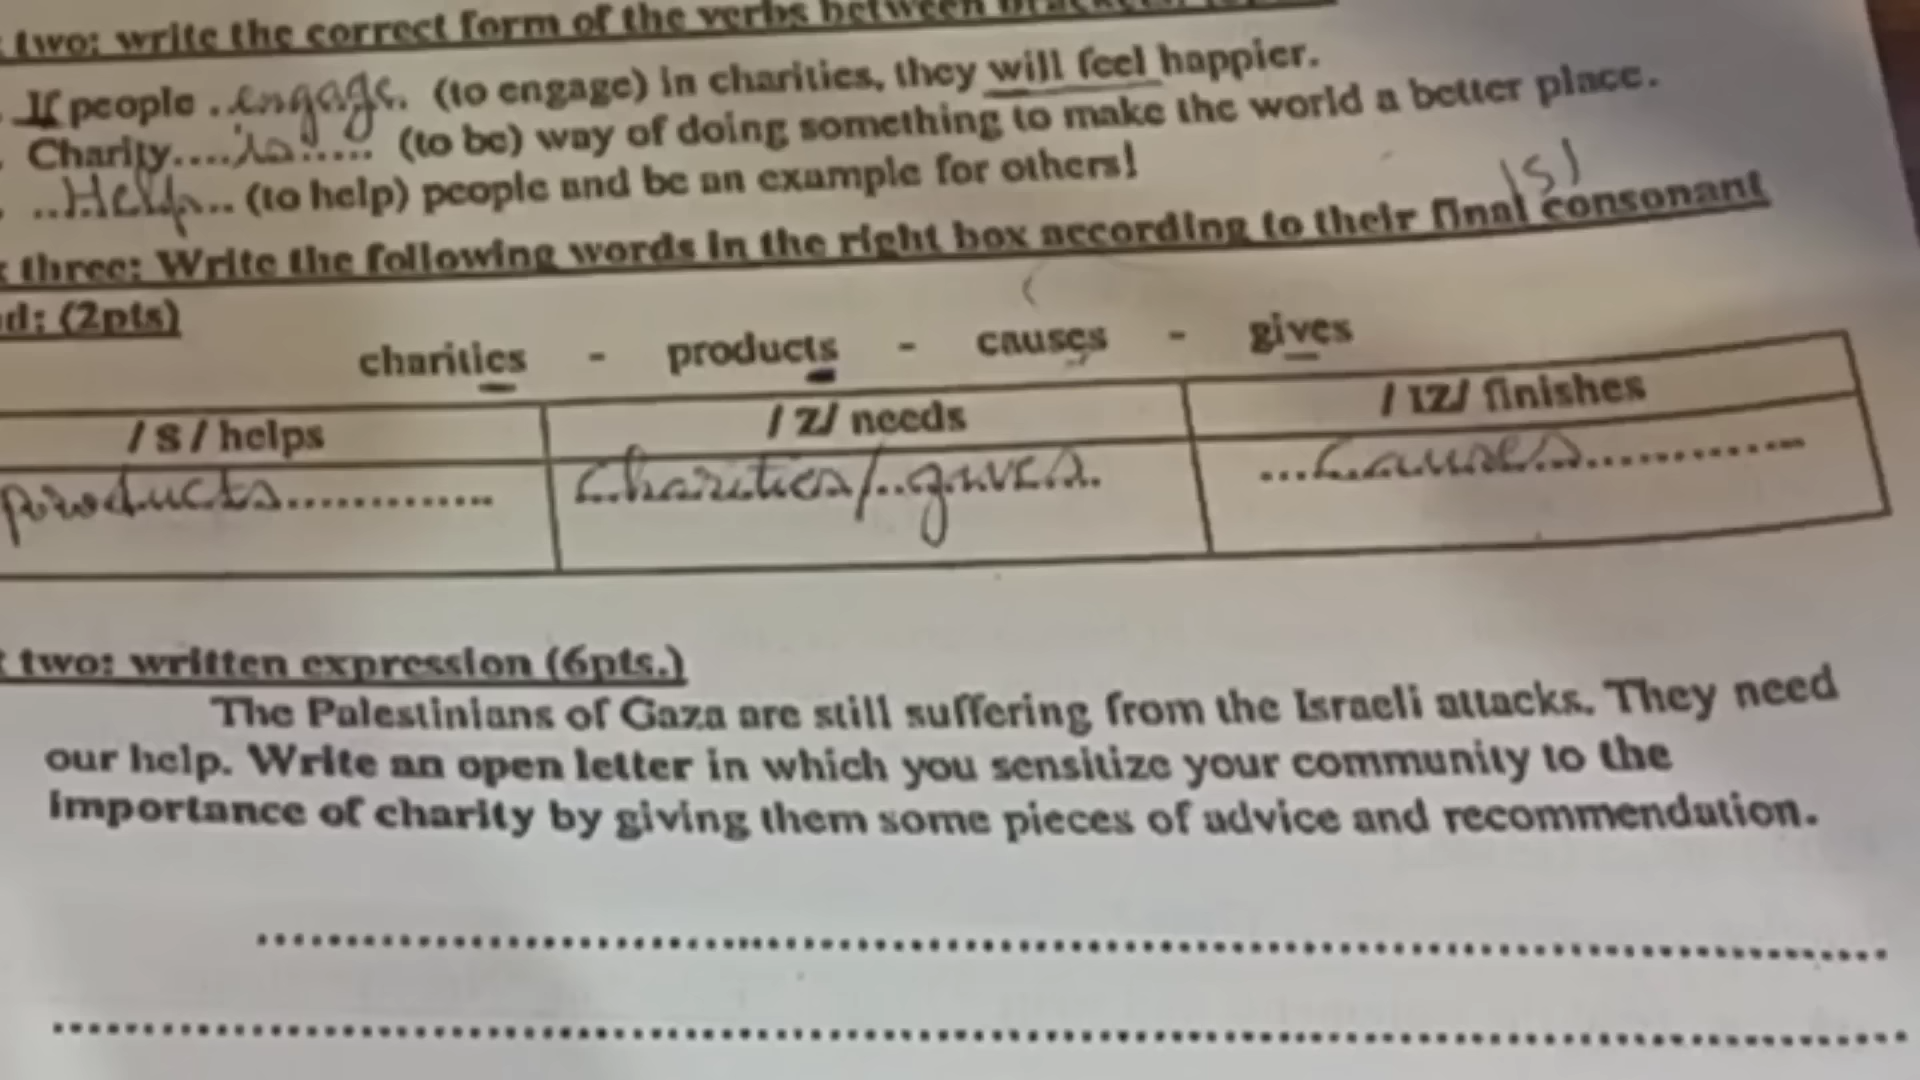 two: write the correct form of the verbs between
If people .engage. (to engage) in charities, they will feel happier.
Charity....is..... (to be) way of doing something to make the world a better place.
..Help.. (to help) people and be an example for others!
/s/
three: Write the following words in the right box according to their final consonant
d: (2pts)
charities - products - causes - gives
/ s / helps / z/ needs / ız/ finishes
products............. charities/..gives. ...causes.............
two: written expression (6pts.)
The Palestinians of Gaza are still suffering from the Israeli attacks. They need
our help. Write an open letter in which you sensitize your community to the
importance of charity by giving them some pieces of advice and recommendation.